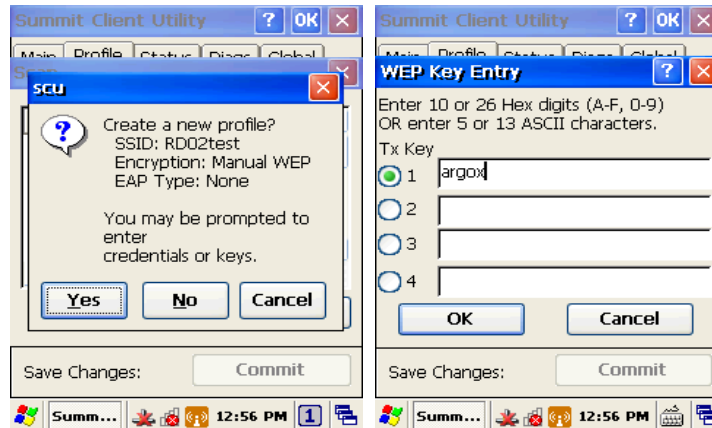 Summit Client Utility ? OK
Main Profile Status Diags Global
scu
Create a new profile?
SSID: RD02test
Encryption: Manual WEP
EAP Type: None
You may be prompted to
enter
credentials or keys.
Yes No Cancel
Save Changes: Commit
Summ... 12:56 PM 1
Summit Client Utility ? OK
Main Profile Status Diags Global
WEP Key Entry ?
Enter 10 or 26 Hex digits (A-F, 0-9)
OR enter 5 or 13 ASCII characters.
Tx Key
1 argox
2
3
4
OK Cancel
Save Changes: Commit
Summ... 12:56 PM